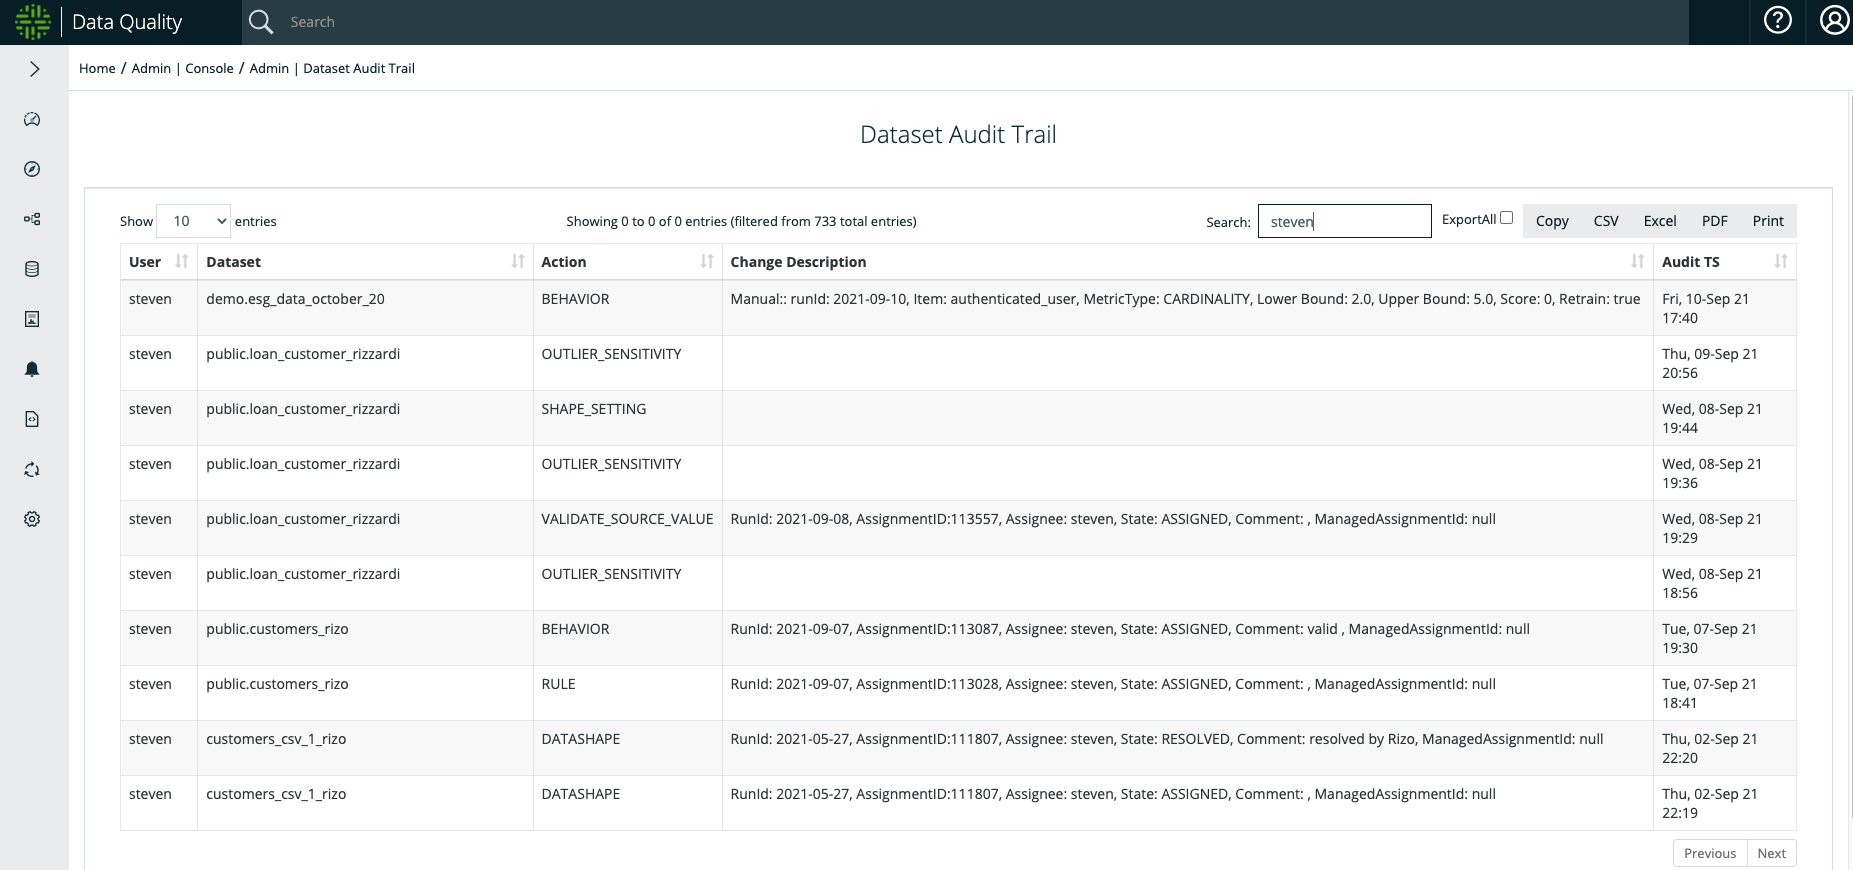 Data Quality
Search
Home / Admin | Console / Admin | Dataset Audit Trail
Dataset Audit Trail
Show 10 entries
Showing 0 to 0 of 0 entries (filtered from 733 total entries)
Search: steven
ExportAll
Copy CSV Excel PDF Print
User Dataset Action Change Description Audit TS
steven demo.esg_data_october_20 BEHAVIOR Manual:: runId: 2021-09-10, Item: authenticated_user, MetricType: CARDINALITY, Lower Bound: 2.0, Upper Bound: 5.0, Score: 0, Retrain: true Fri, 10-Sep 21
17:40
steven public.loan_customer_rizzardi OUTLIER_SENSITIVITY Thu, 09-Sep 21
20:56
steven public.loan_customer_rizzardi SHAPE_SETTING Wed, 08-Sep 21
19:44
steven public.loan_customer_rizzardi OUTLIER_SENSITIVITY Wed, 08-Sep 21
19:36
steven public.loan_customer_rizzardi VALIDATE_SOURCE_VALUE RunId: 2021-09-08, AssignmentID:113557, Assignee: steven, State: ASSIGNED, Comment: , ManagedAssignmentId: null Wed, 08-Sep 21
19:29
steven public.loan_customer_rizzardi OUTLIER_SENSITIVITY Wed, 08-Sep 21
18:56
steven public.customers_rizo BEHAVIOR RunId: 2021-09-07, AssignmentID:113087, Assignee: steven, State: ASSIGNED, Comment: valid , ManagedAssignmentId: null Tue, 07-Sep 21
19:30
steven public.customers_rizo RULE RunId: 2021-09-07, AssignmentID:113028, Assignee: steven, State: ASSIGNED, Comment: , ManagedAssignmentId: null Tue, 07-Sep 21
18:41
steven customers_csv_1_rizo DATASHAPE RunId: 2021-05-27, AssignmentID:111807, Assignee: steven, State: RESOLVED, Comment: resolved by Rizo, ManagedAssignmentId: null Thu, 02-Sep 21
22:20
steven customers_csv_1_rizo DATASHAPE RunId: 2021-05-27, AssignmentID:111807, Assignee: steven, State: ASSIGNED, Comment: , ManagedAssignmentId: null Thu, 02-Sep 21
22:19
Previous Next